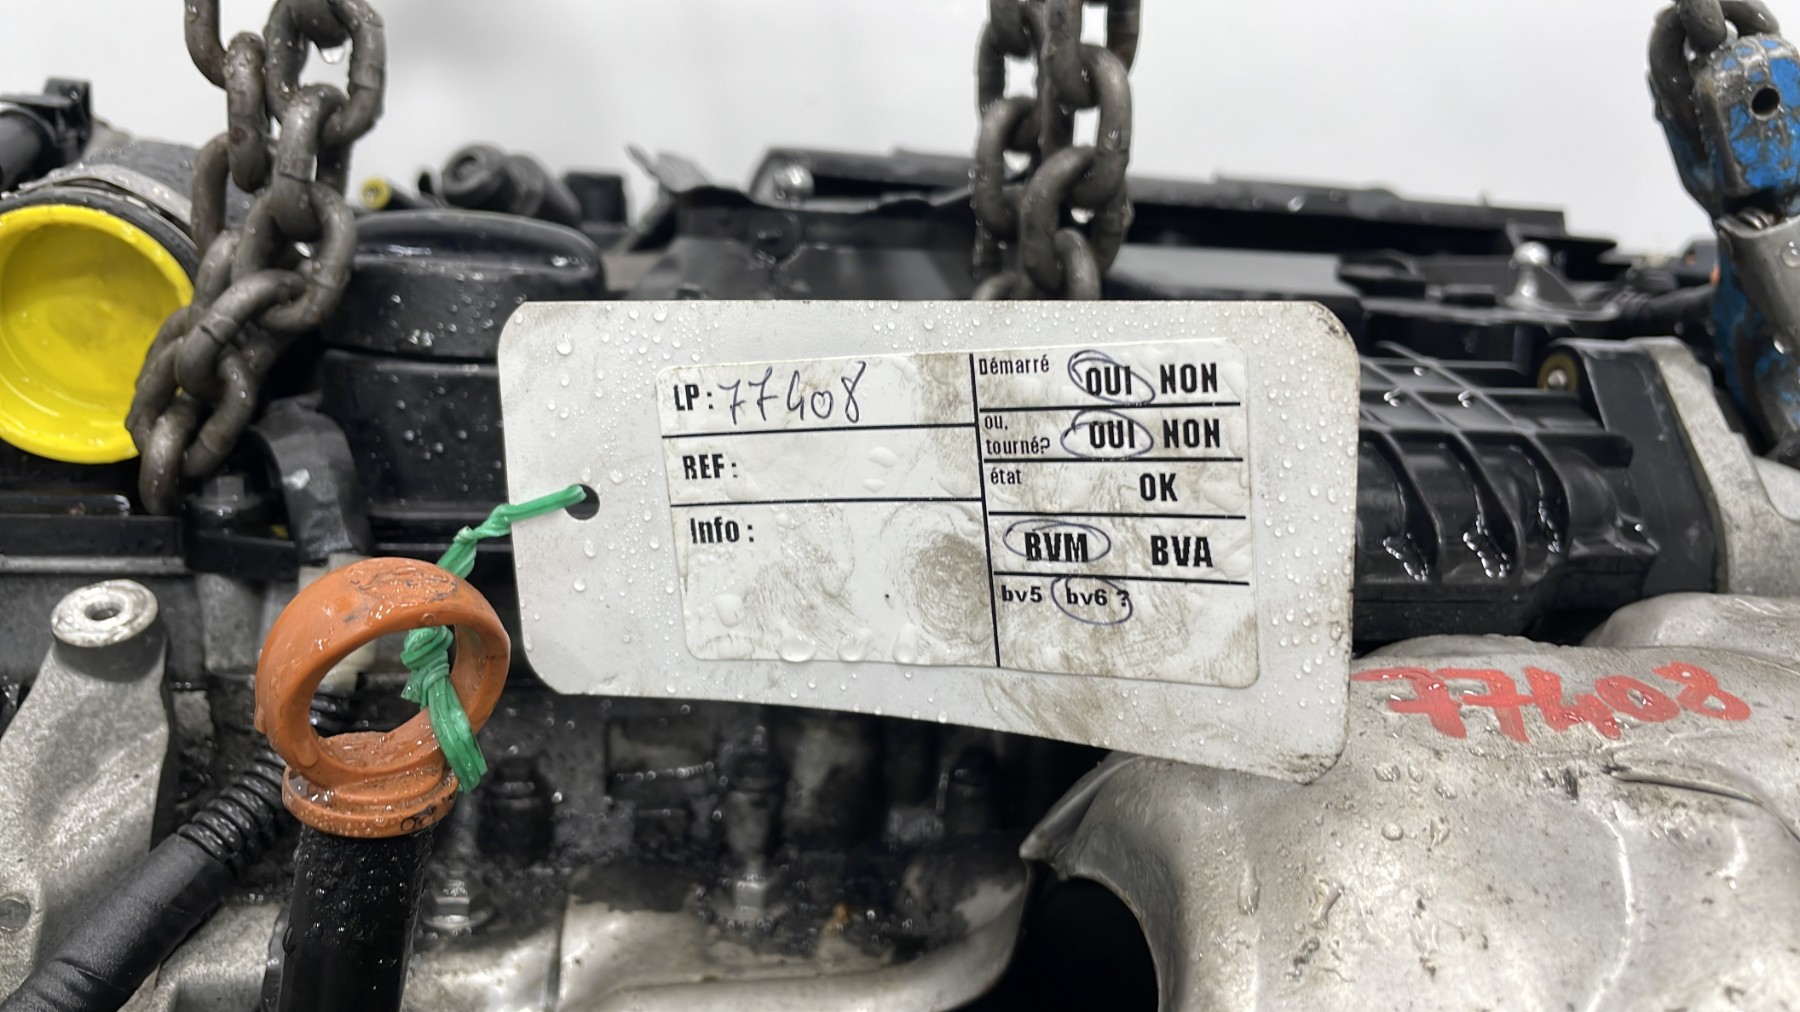 LP: 77408
REF:
Info:
Démarré OUI NON
ou,
tourné? OUI NON
état OK
BVM BVA
bv5 bv6 ?
77408